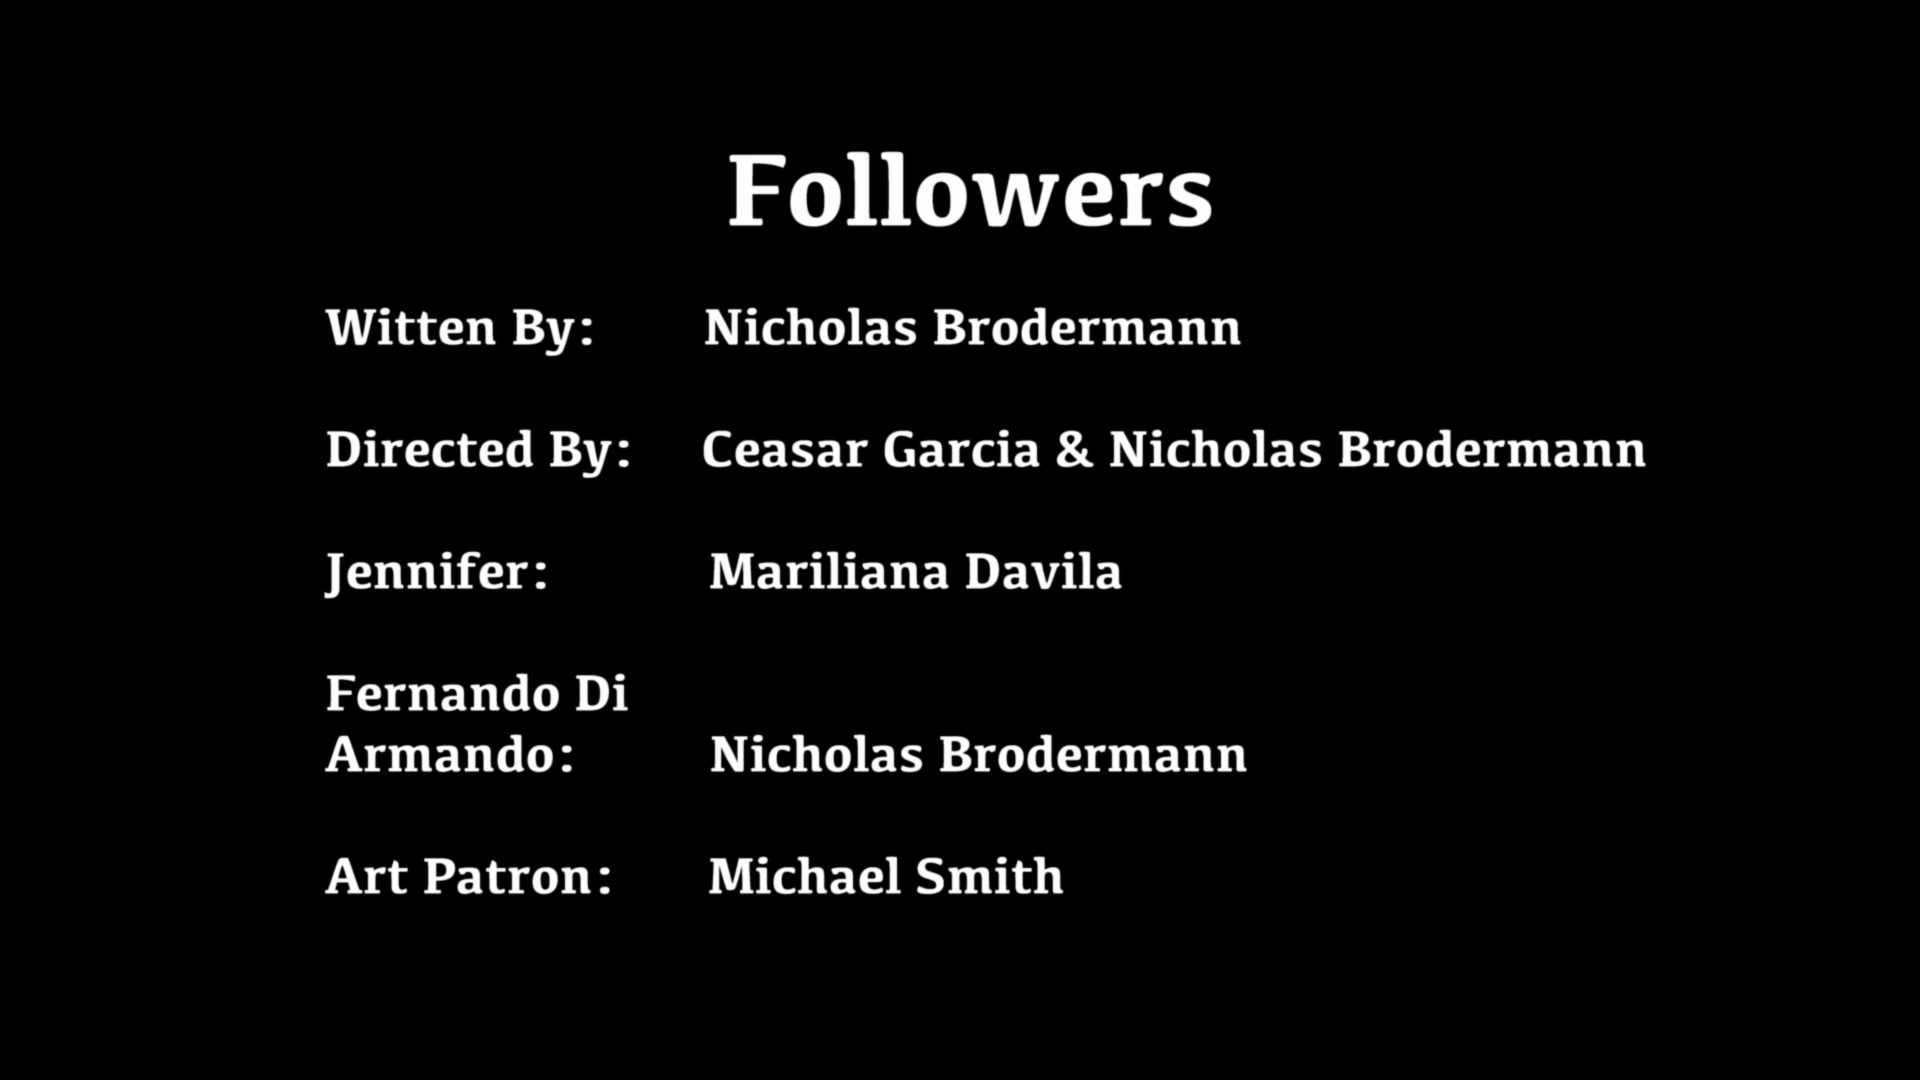 Followers
Witten By: Nicholas Brodermann
Directed By: Ceasar Garcia & Nicholas Brodermann
Jennifer: Mariliana Davila
Fernando Di
Armando: Nicholas Brodermann
Art Patron: Michael Smith